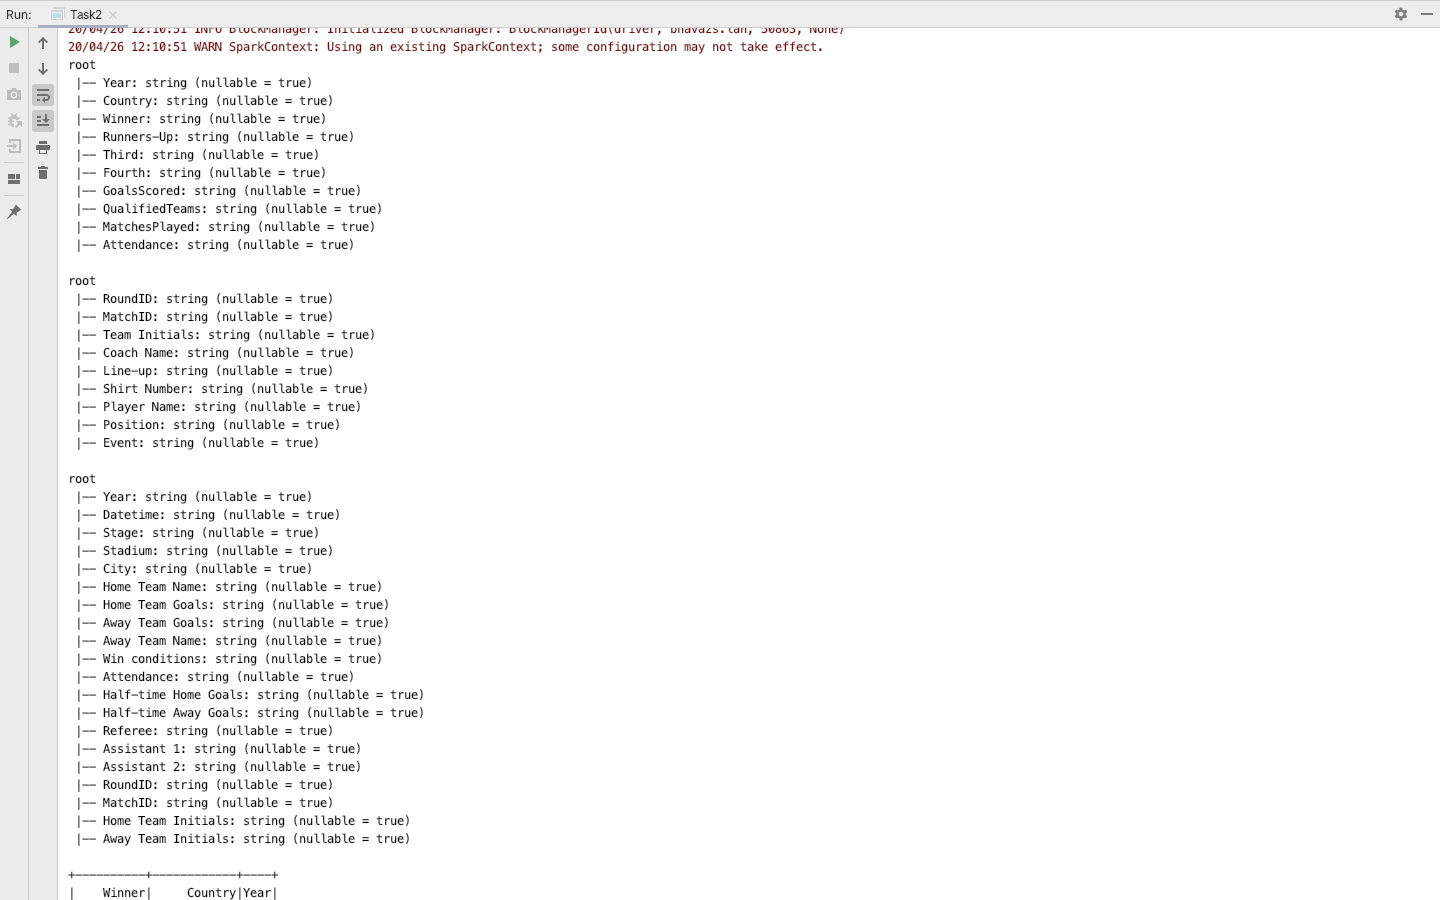 Run: Task2
20/04/26 12:10:51 INFO BlockManager: Initialized BlockManager: BlockManagerId(driver, bhavazs.lan, 50863, None)
20/04/26 12:10:51 WARN SparkContext: Using an existing SparkContext; some configuration may not take effect.
root
 |-- Year: string (nullable = true)
 |-- Country: string (nullable = true)
 |-- Winner: string (nullable = true)
 |-- Runners-Up: string (nullable = true)
 |-- Third: string (nullable = true)
 |-- Fourth: string (nullable = true)
 |-- GoalsScored: string (nullable = true)
 |-- QualifiedTeams: string (nullable = true)
 |-- MatchesPlayed: string (nullable = true)
 |-- Attendance: string (nullable = true)
root
 |-- RoundID: string (nullable = true)
 |-- MatchID: string (nullable = true)
 |-- Team Initials: string (nullable = true)
 |-- Coach Name: string (nullable = true)
 |-- Line-up: string (nullable = true)
 |-- Shirt Number: string (nullable = true)
 |-- Player Name: string (nullable = true)
 |-- Position: string (nullable = true)
 |-- Event: string (nullable = true)
root
 |-- Year: string (nullable = true)
 |-- Datetime: string (nullable = true)
 |-- Stage: string (nullable = true)
 |-- Stadium: string (nullable = true)
 |-- City: string (nullable = true)
 |-- Home Team Name: string (nullable = true)
 |-- Home Team Goals: string (nullable = true)
 |-- Away Team Goals: string (nullable = true)
 |-- Away Team Name: string (nullable = true)
 |-- Win conditions: string (nullable = true)
 |-- Attendance: string (nullable = true)
 |-- Half-time Home Goals: string (nullable = true)
 |-- Half-time Away Goals: string (nullable = true)
 |-- Referee: string (nullable = true)
 |-- Assistant 1: string (nullable = true)
 |-- Assistant 2: string (nullable = true)
 |-- RoundID: string (nullable = true)
 |-- MatchID: string (nullable = true)
 |-- Home Team Initials: string (nullable = true)
 |-- Away Team Initials: string (nullable = true)
+----------+------------+----+
|    Winner|     Country|Year|